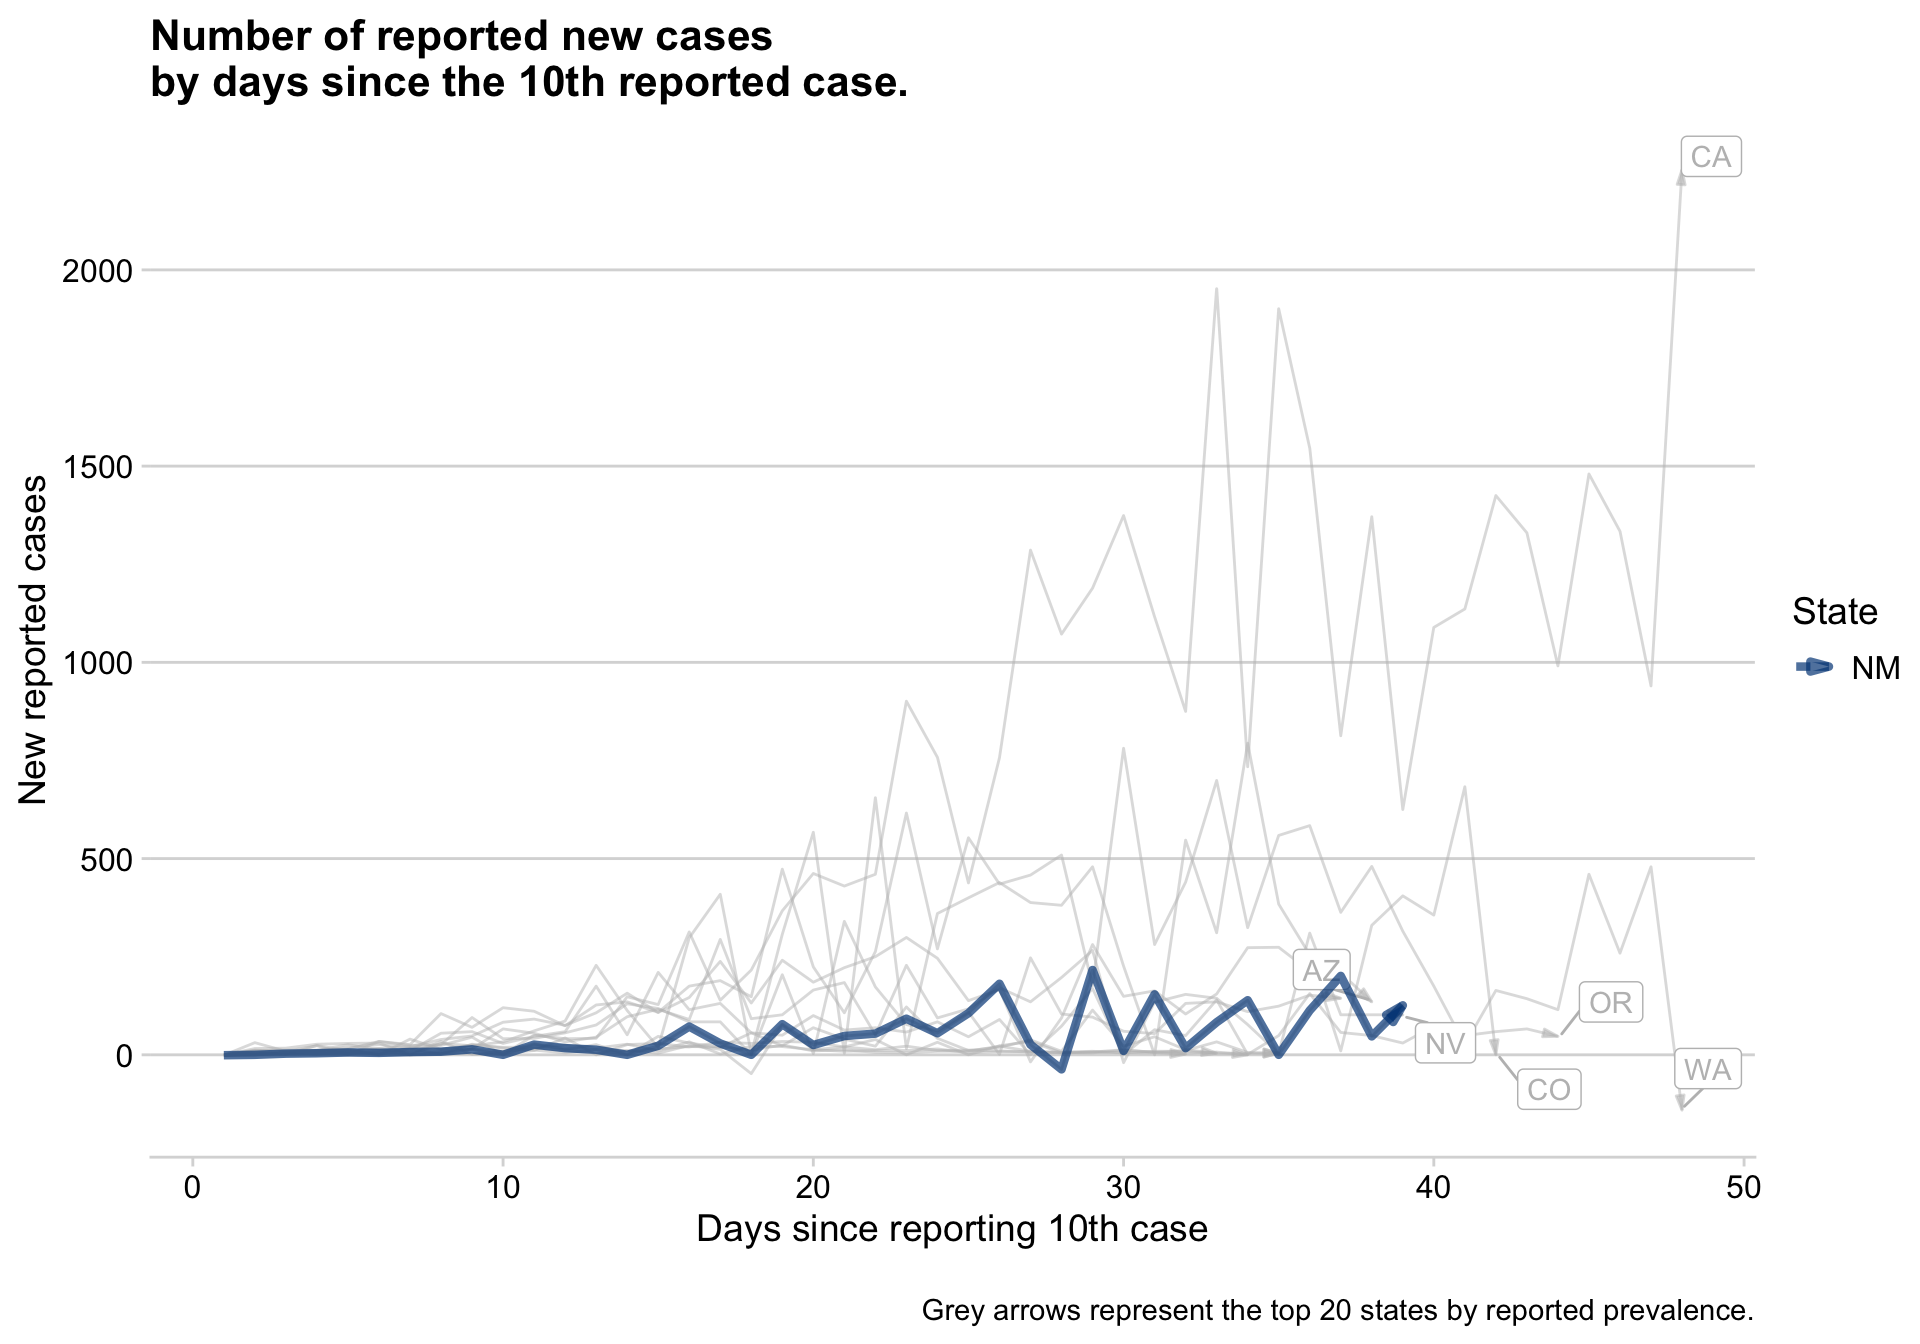 Number of reported new cases
by days since the 10th reported case.
CA
2000
1500
1000
500
0
New reported cases
State
NM
AZ
OR
NV
CO
WA
0 10 20 30 40 50
Days since reporting 10th case
Grey arrows represent the top 20 states by reported prevalence.